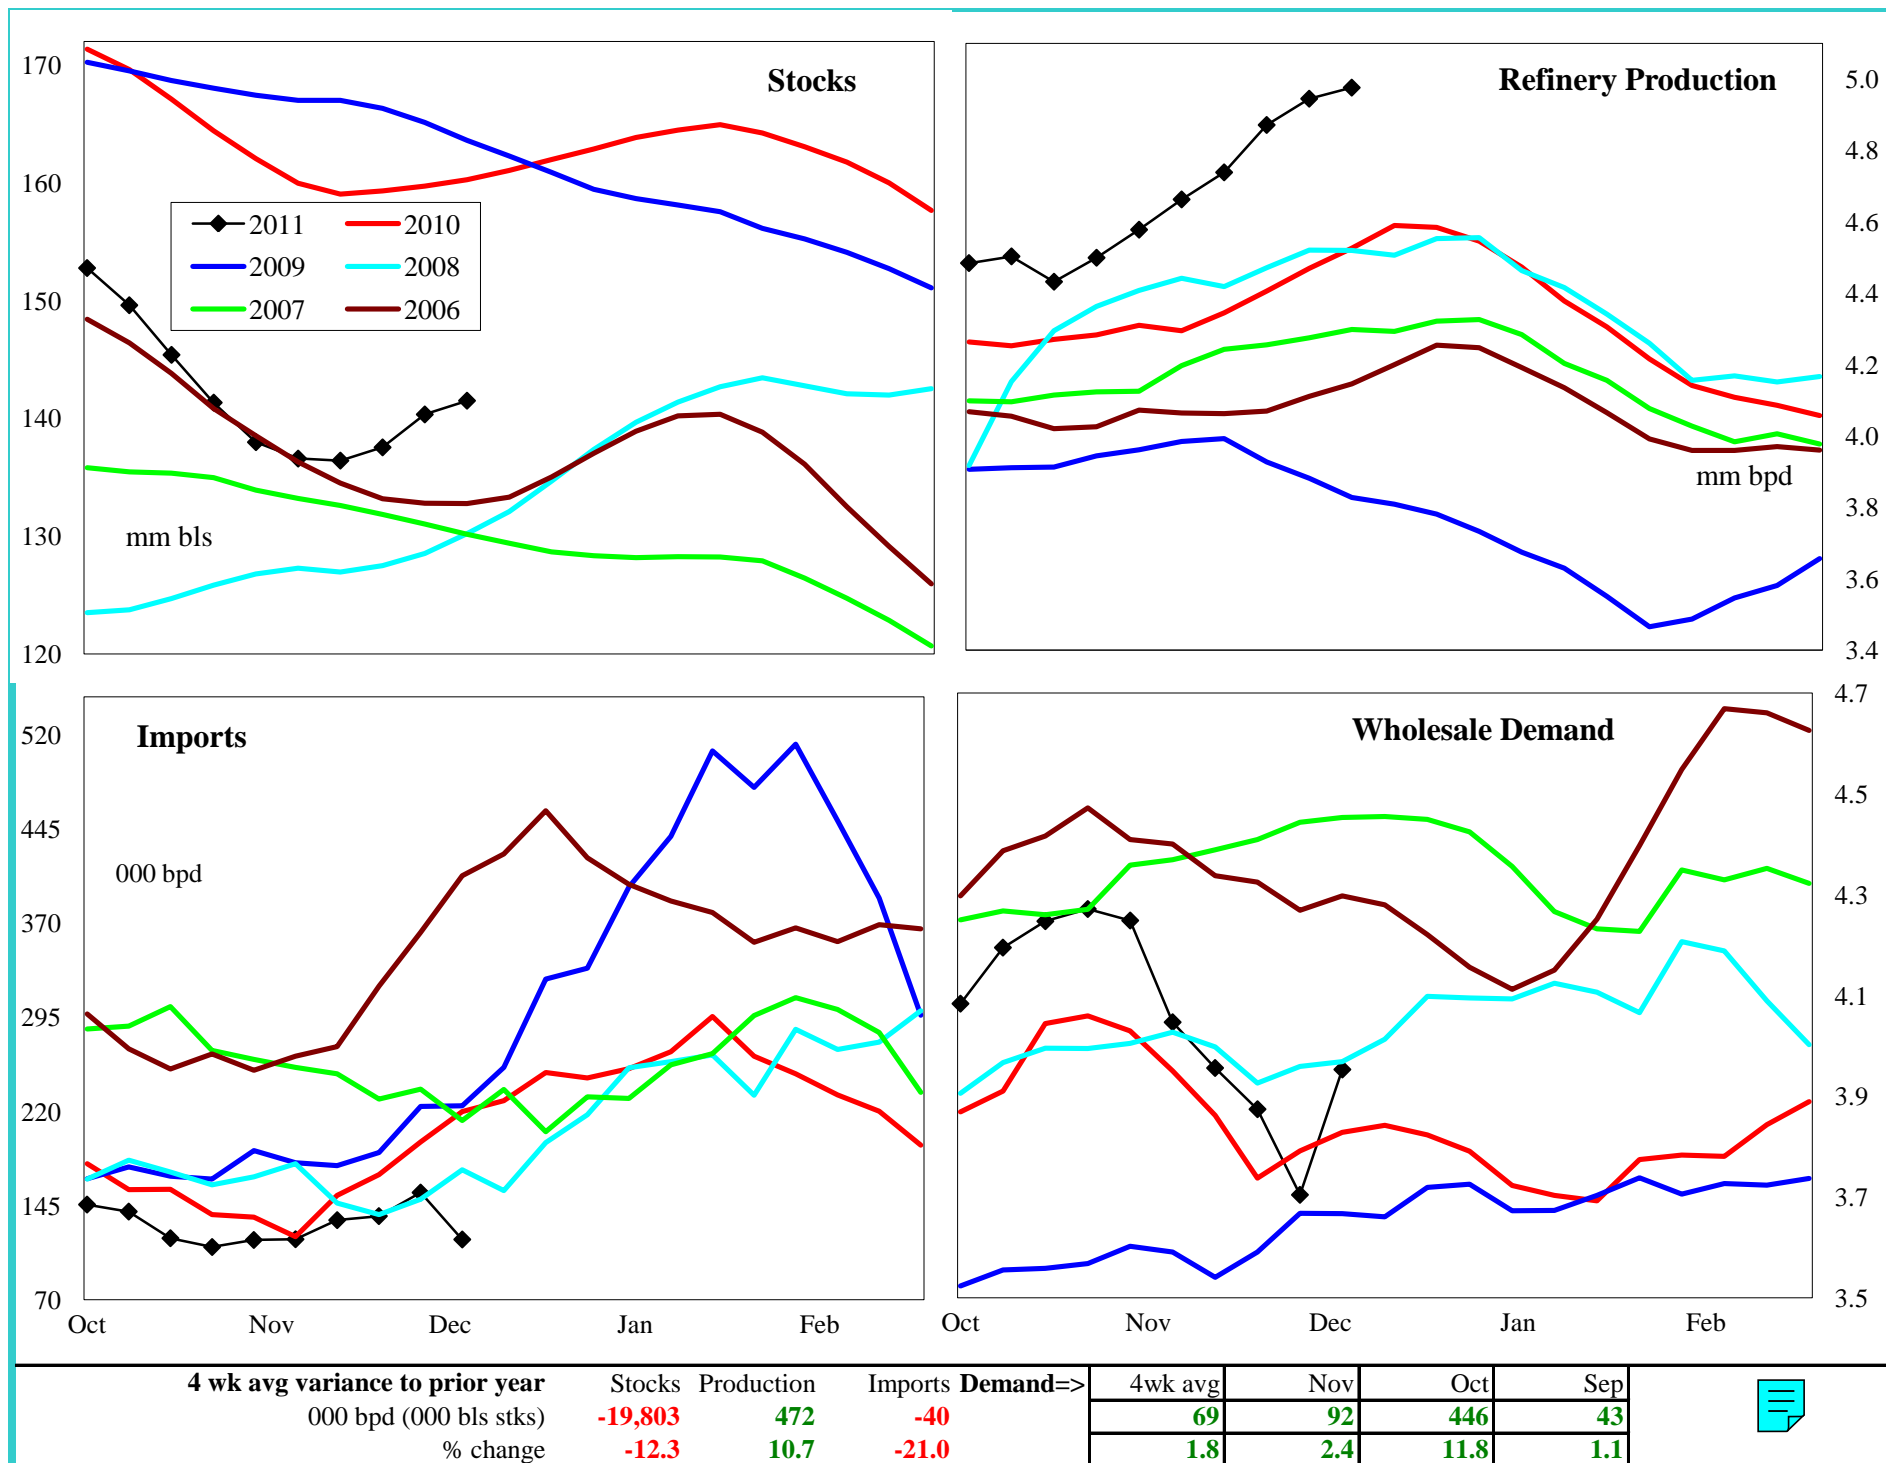 Stocks
170
160
150
140
130
120
2011
2010
2009
2008
2007
2006
mm bls
Refinery Production
5.0
4.8
4.6
4.4
4.2
4.0
3.8
3.6
3.4
mm bpd
Imports
520
445
370
295
220
145
70
000 bpd
Oct Nov Dec Jan Feb
Wholesale Demand
4.7
4.5
4.3
4.1
3.9
3.7
3.5
Oct Nov Dec Jan Feb
4 wk avg variance to prior year Stocks Production Imports Demand=> 4wk avg Nov Oct Sep
000 bpd (000 bls stks) -19,803 472 -40 69 92 446 43
% change -12.3 10.7 -21.0 1.8 2.4 11.8 1.1